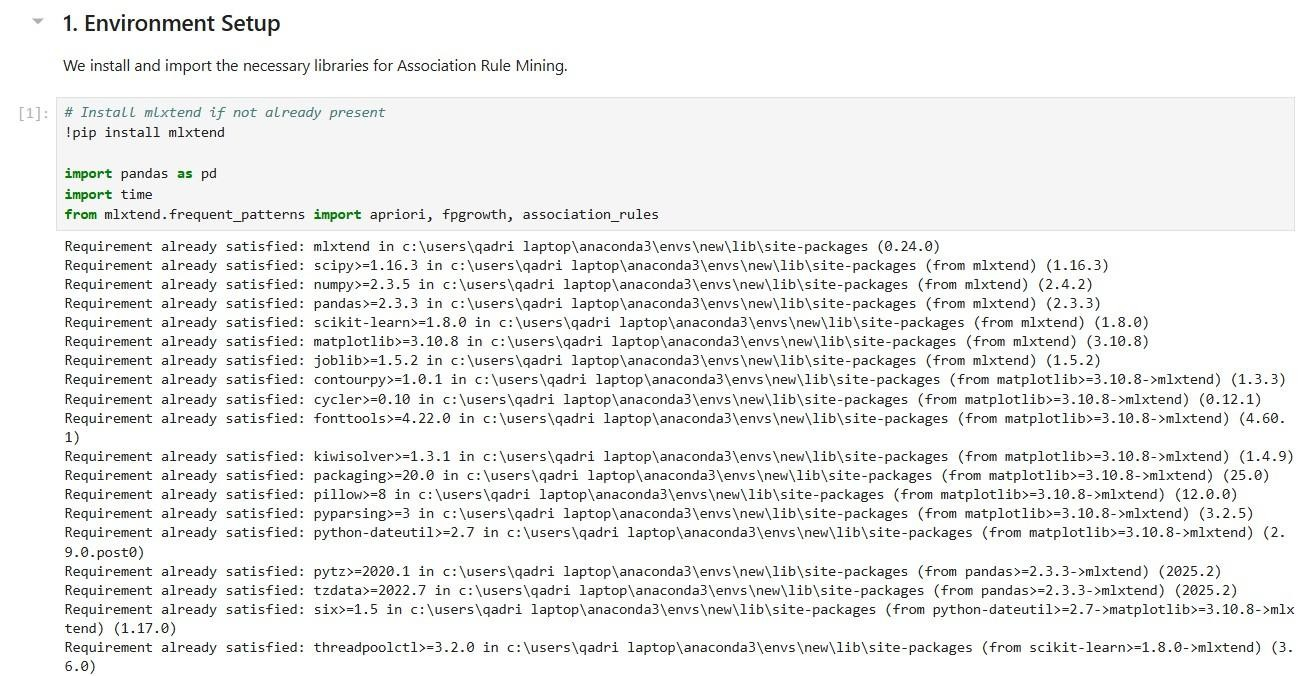 1. Environment Setup
We install and import the necessary libraries for Association Rule Mining.
[1]:
# Install mlxtend if not already present
!pip install mlxtend
import pandas as pd
import time
from mlxtend.frequent_patterns import apriori, fpgrowth, association_rules
Requirement already satisfied: mlxtend in c:\users\qadri laptop\anaconda3\envs\new\lib\site-packages (0.24.0)
Requirement already satisfied: scipy>=1.16.3 in c:\users\qadri laptop\anaconda3\envs\new\lib\site-packages (from mlxtend) (1.16.3)
Requirement already satisfied: numpy>=2.3.5 in c:\users\qadri laptop\anaconda3\envs\new\lib\site-packages (from mlxtend) (2.4.2)
Requirement already satisfied: pandas>=2.3.3 in c:\users\qadri laptop\anaconda3\envs\new\lib\site-packages (from mlxtend) (2.3.3)
Requirement already satisfied: scikit-learn>=1.8.0 in c:\users\qadri laptop\anaconda3\envs\new\lib\site-packages (from mlxtend) (1.8.0)
Requirement already satisfied: matplotlib>=3.10.8 in c:\users\qadri laptop\anaconda3\envs\new\lib\site-packages (from mlxtend) (3.10.8)
Requirement already satisfied: joblib>=1.5.2 in c:\users\qadri laptop\anaconda3\envs\new\lib\site-packages (from mlxtend) (1.5.2)
Requirement already satisfied: contourpy>=1.0.1 in c:\users\qadri laptop\anaconda3\envs\new\lib\site-packages (from matplotlib>=3.10.8->mlxtend) (1.3.3)
Requirement already satisfied: cycler>=0.10 in c:\users\qadri laptop\anaconda3\envs\new\lib\site-packages (from matplotlib>=3.10.8->mlxtend) (0.12.1)
Requirement already satisfied: fonttools>=4.22.0 in c:\users\qadri laptop\anaconda3\envs\new\lib\site-packages (from matplotlib>=3.10.8->mlxtend) (4.60.
1)
Requirement already satisfied: kiwisolver>=1.3.1 in c:\users\qadri laptop\anaconda3\envs\new\lib\site-packages (from matplotlib>=3.10.8->mlxtend) (1.4.9)
Requirement already satisfied: packaging>=20.0 in c:\users\qadri laptop\anaconda3\envs\new\lib\site-packages (from matplotlib>=3.10.8->mlxtend) (25.0)
Requirement already satisfied: pillow>=8 in c:\users\qadri laptop\anaconda3\envs\new\lib\site-packages (from matplotlib>=3.10.8->mlxtend) (12.0.0)
Requirement already satisfied: pyparsing>=3 in c:\users\qadri laptop\anaconda3\envs\new\lib\site-packages (from matplotlib>=3.10.8->mlxtend) (3.2.5)
Requirement already satisfied: python-dateutil>=2.7 in c:\users\qadri laptop\anaconda3\envs\new\lib\site-packages (from matplotlib>=3.10.8->mlxtend) (2.
9.0.post0)
Requirement already satisfied: pytz>=2020.1 in c:\users\qadri laptop\anaconda3\envs\new\lib\site-packages (from pandas>=2.3.3->mlxtend) (2025.2)
Requirement already satisfied: tzdata>=2022.7 in c:\users\qadri laptop\anaconda3\envs\new\lib\site-packages (from pandas>=2.3.3->mlxtend) (2025.2)
Requirement already satisfied: six>=1.5 in c:\users\qadri laptop\anaconda3\envs\new\lib\site-packages (from python-dateutil>=2.7->matplotlib>=3.10.8->mlx
tend) (1.17.0)
Requirement already satisfied: threadpoolctl>=3.2.0 in c:\users\qadri laptop\anaconda3\envs\new\lib\site-packages (from scikit-learn>=1.8.0->mlxtend) (3.
6.0)